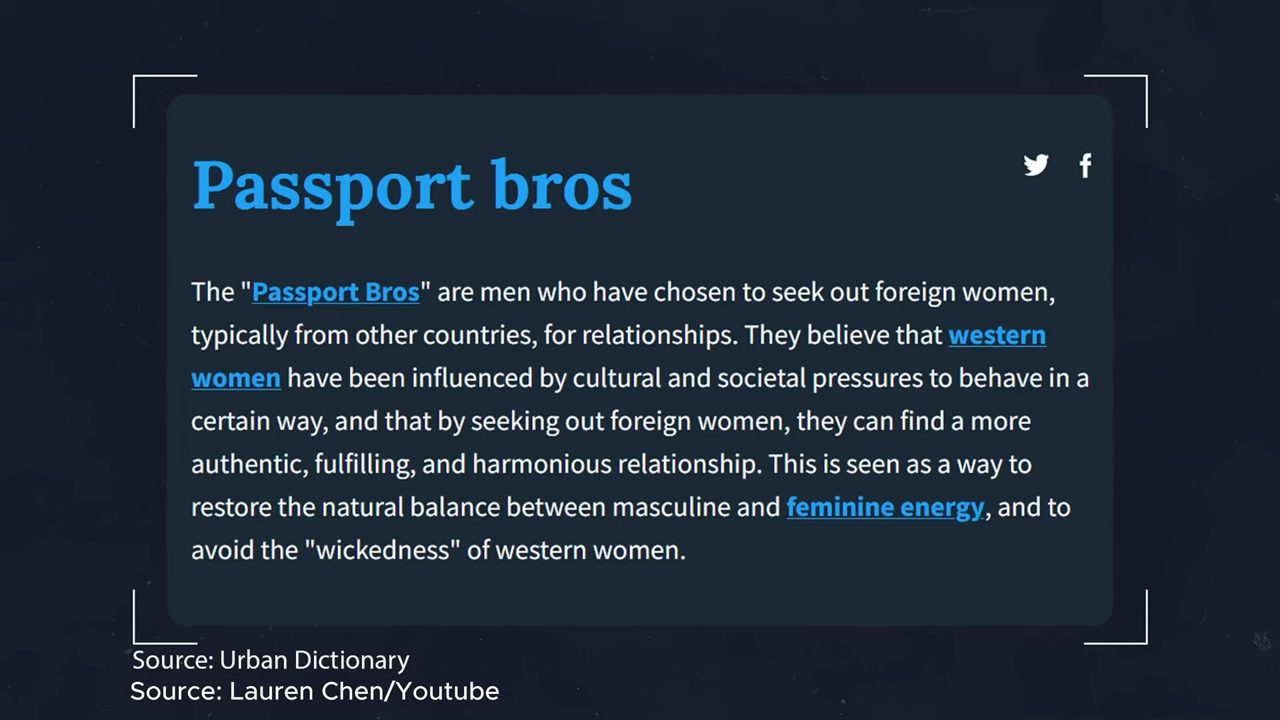 Passport bros
The "Passport Bros" are men who have chosen to seek out foreign women,
typically from other countries, for relationships. They believe that western
women have been influenced by cultural and societal pressures to behave in a
certain way, and that by seeking out foreign women, they can find a more
authentic, fulfilling, and harmonious relationship. This is seen as a way to
restore the natural balance between masculine and feminine energy, and to
avoid the "wickedness" of western women.
Source: Urban Dictionary
Source: Lauren Chen/Youtube